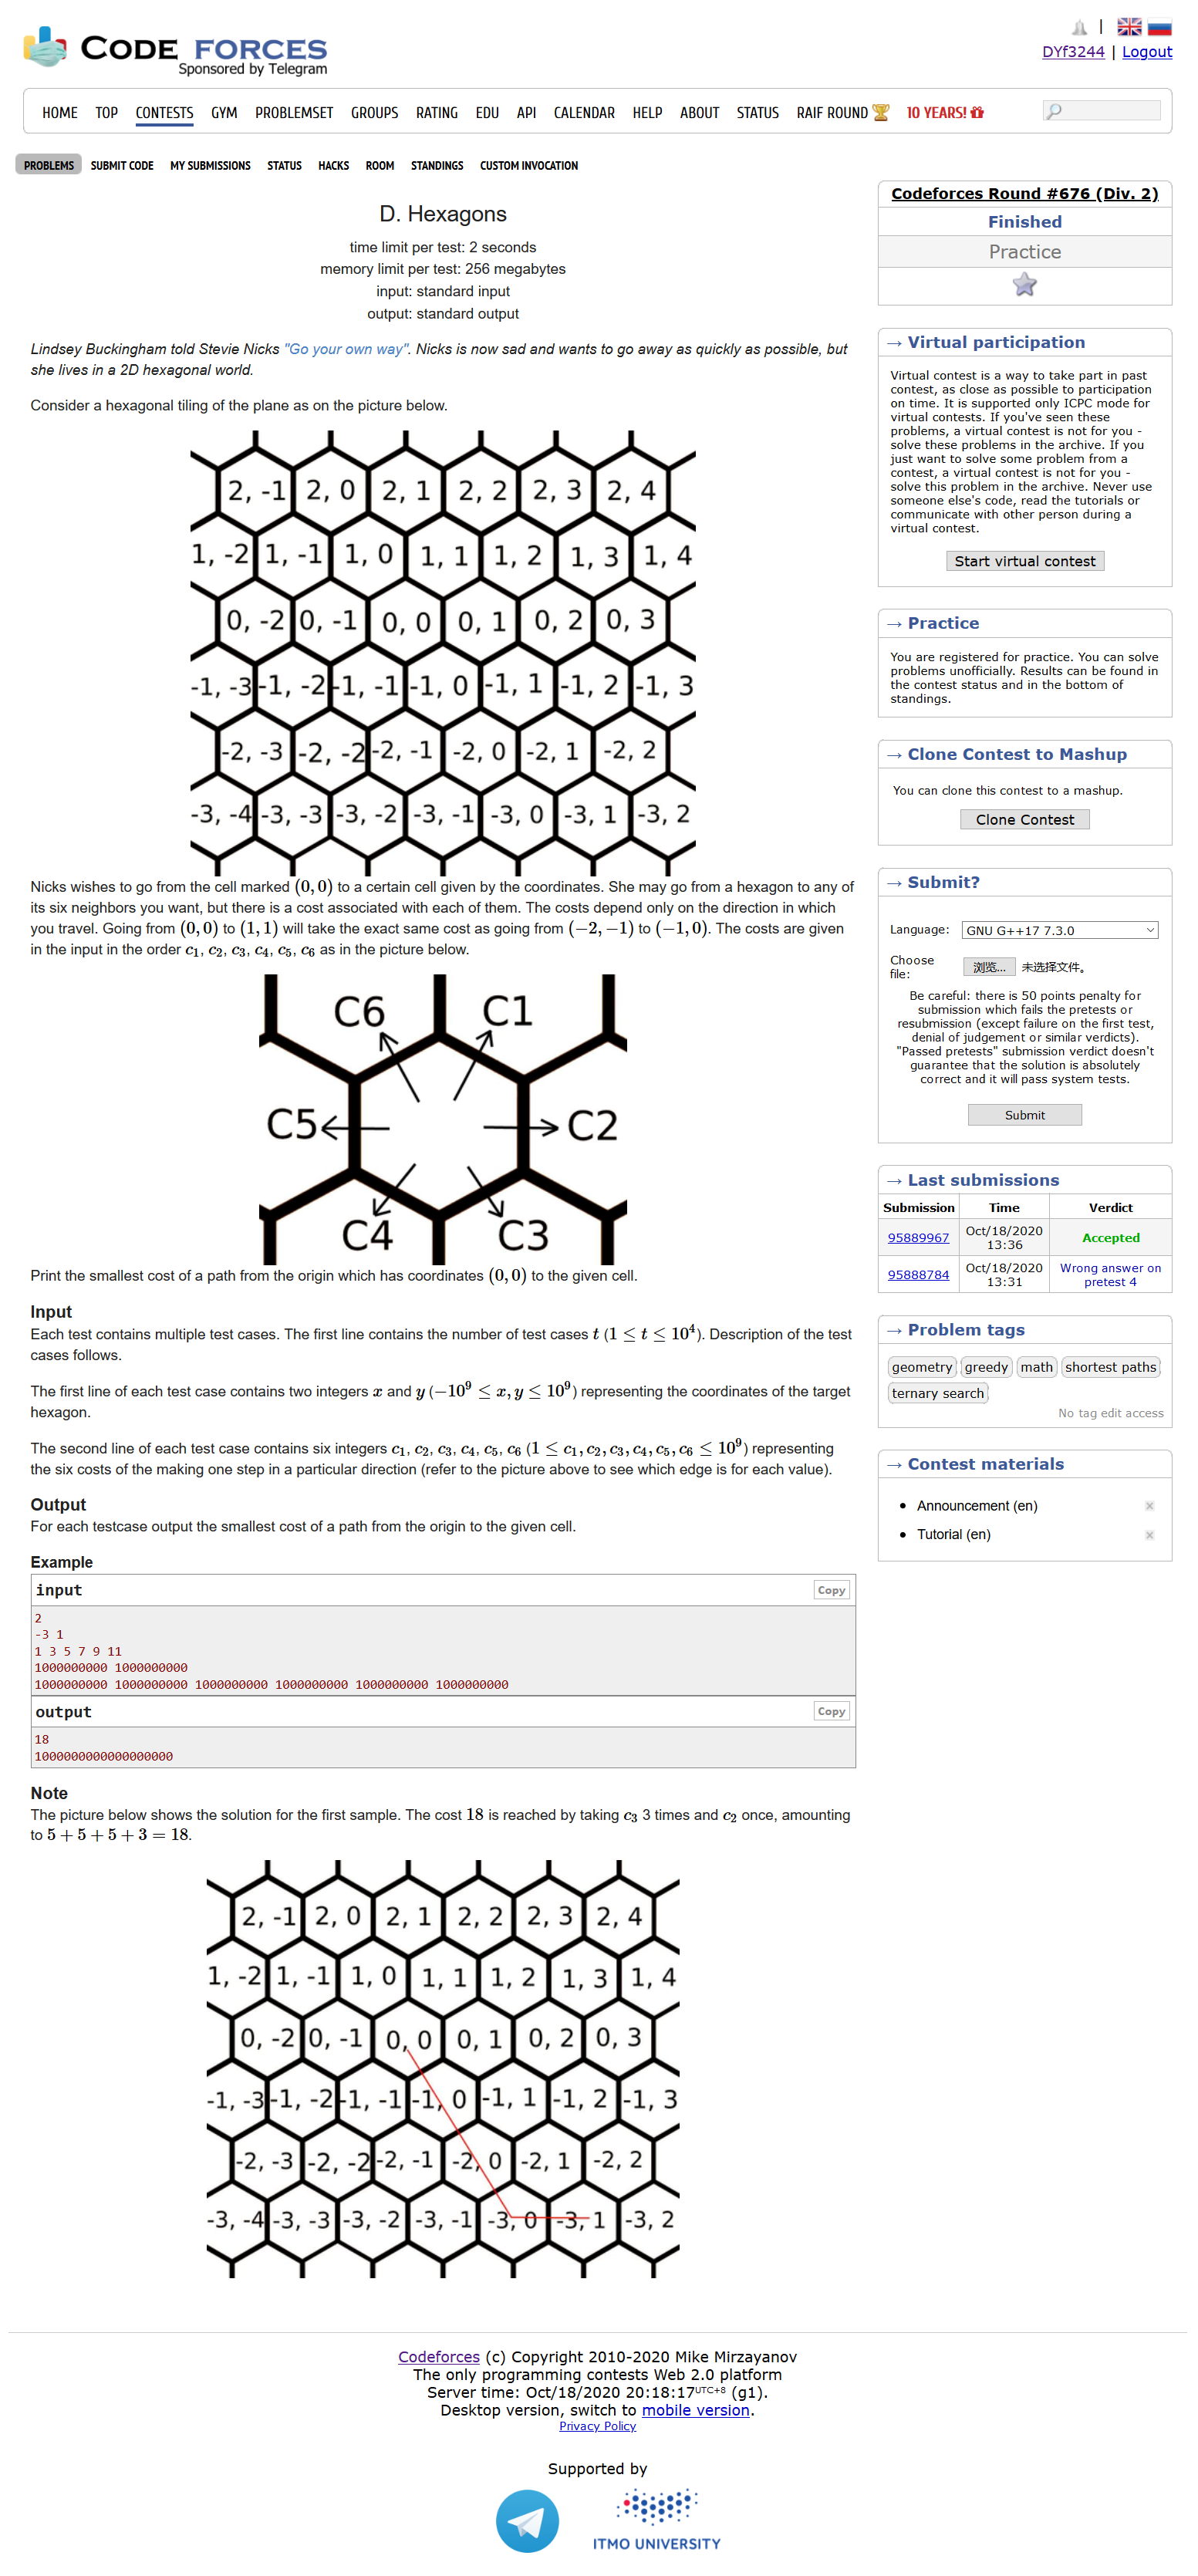 CODE FORCES
Sponsored by Telegram
|
DYf3244 | Logout
HOME TOP CONTESTS GYM PROBLEMSET GROUPS RATING EDU API CALENDAR HELP ABOUT STATUS RAIF ROUND 10 YEARS!
PROBLEMS SUBMIT CODE MY SUBMISSIONS STATUS HACKS ROOM STANDINGS CUSTOM INVOCATION
D. Hexagons
time limit per test: 2 seconds
memory limit per test: 256 megabytes
input: standard input
output: standard output
Lindsey Buckingham told Stevie Nicks "Go your own way". Nicks is now sad and wants to go away as quickly as possible, but
she lives in a 2D hexagonal world.
Consider a hexagonal tiling of the plane as on the picture below.
2, -1 2, 0 2, 1 2, 2 2, 3 2, 4
1, -2 1, -1 1, 0 1, 1 1, 2 1, 3 1, 4
0, -2 0, -1 0, 0 0, 1 0, 2 0, 3
-1, -3 -1, -2 -1, -1 -1, 0 -1, 1 -1, 2 -1, 3
-2, -3 -2, -2 -2, -1 -2, 0 -2, 1 -2, 2
-3, -4 -3, -3 -3, -2 -3, -1 -3, 0 -3, 1 -3, 2
Nicks wishes to go from the cell marked (0, 0) to a certain cell given by the coordinates. She may go from a hexagon to any of
its six neighbors you want, but there is a cost associated with each of them. The costs depend only on the direction in which
you travel. Going from (0, 0) to (1, 1) will take the exact same cost as going from (−2, −1) to (−1, 0). The costs are given
in the input in the order c₁, c₂, c₃, c₄, c₅, c₆ as in the picture below.
C6 C1
C5 C2
C4 C3
Print the smallest cost of a path from the origin which has coordinates (0, 0) to the given cell.
Input
Each test contains multiple test cases. The first line contains the number of test cases t (1 ≤ t ≤ 10⁴). Description of the test
cases follows.
The first line of each test case contains two integers x and y (−10⁹ ≤ x, y ≤ 10⁹) representing the coordinates of the target
hexagon.
The second line of each test case contains six integers c₁, c₂, c₃, c₄, c₅, c₆ (1 ≤ c₁, c₂, c₃, c₄, c₅, c₆ ≤ 10⁹) representing
the six costs of the making one step in a particular direction (refer to the picture above to see which edge is for each value).
Output
For each testcase output the smallest cost of a path from the origin to the given cell.
Example
input Copy
2
-3 1
1 3 5 7 9 11
1000000000 1000000000
1000000000 1000000000 1000000000 1000000000 1000000000 1000000000
output Copy
18
1000000000000000000
Note
The picture below shows the solution for the first sample. The cost 18 is reached by taking c₃ 3 times and c₂ once, amounting
to 5 + 5 + 5 + 3 = 18.
2, -1 2, 0 2, 1 2, 2 2, 3 2, 4
1, -2 1, -1 1, 0 1, 1 1, 2 1, 3 1, 4
0, -2 0, -1 0, 0 0, 1 0, 2 0, 3
-1, -3 -1, -2 -1, -1 -1, 0 -1, 1 -1, 2 -1, 3
-2, -3 -2, -2 -2, -1 -2, 0 -2, 1 -2, 2
-3, -4 -3, -3 -3, -2 -3, -1 -3, 0 -3, 1 -3, 2
Codeforces Round #676 (Div. 2)
Finished
Practice
→ Virtual participation
Virtual contest is a way to take part in past
contest, as close as possible to participation
on time. It is supported only ICPC mode for
virtual contests. If you've seen these
problems, a virtual contest is not for you -
solve these problems in the archive. If you
just want to solve some problem from a
contest, a virtual contest is not for you -
solve this problem in the archive. Never use
someone else's code, read the tutorials or
communicate with other person during a
virtual contest.
Start virtual contest
→ Practice
You are registered for practice. You can solve
problems unofficially. Results can be found in
the contest status and in the bottom of
standings.
→ Clone Contest to Mashup
You can clone this contest to a mashup.
Clone Contest
→ Submit?
Language: GNU G++17 7.3.0
Choose
file: 浏览... 未选择文件。
Be careful: there is 50 points penalty for
submission which fails the pretests or
resubmission (except failure on the first test,
denial of judgement or similar verdicts).
"Passed pretests" submission verdict doesn't
guarantee that the solution is absolutely
correct and it will pass system tests.
Submit
→ Last submissions
Submission Time Verdict
95889967 Oct/18/2020 13:36 Accepted
95888784 Oct/18/2020 13:31 Wrong answer on pretest 4
→ Problem tags
geometry greedy math shortest paths
ternary search
No tag edit access
→ Contest materials
Announcement (en)
Tutorial (en)
Codeforces (c) Copyright 2010-2020 Mike Mirzayanov
The only programming contests Web 2.0 platform
Server time: Oct/18/2020 20:18:17 UTC+8 (g1).
Desktop version, switch to mobile version.
Privacy Policy
Supported by
ITMO UNIVERSITY